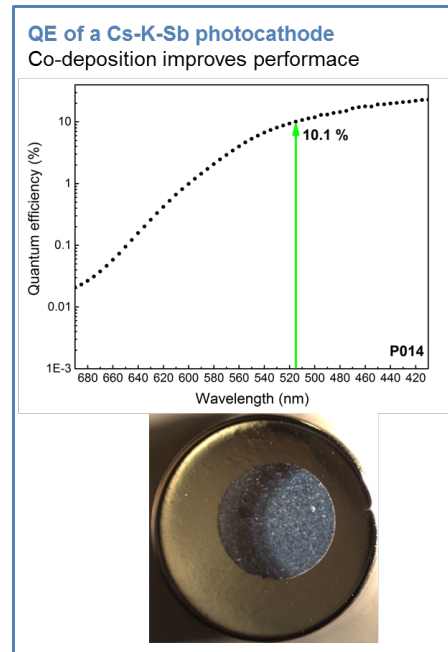 QE of a Cs-K-Sb photocathode
Co-deposition improves performace
Quantum efficiency (%)
10
1
0.1
0.01
1E-3
10.1 %
P014
680 660 640 620 600 580 560 540 520 500 480 460 440 420
Wavelength (nm)